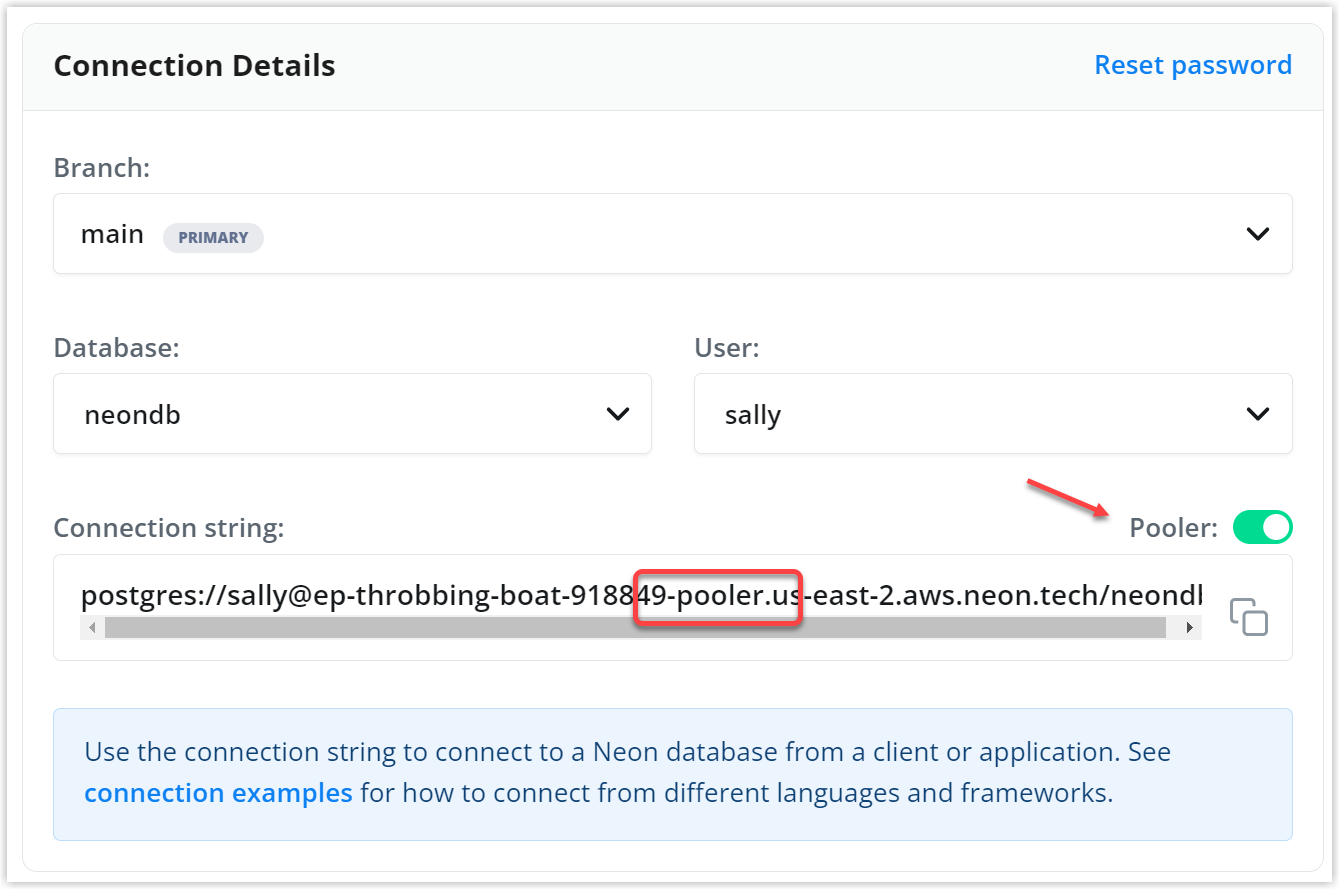 Connection Details
Reset password
Branch:
main PRIMARY
Database:
User:
neondb
sally
Connection string:
Pooler:
postgres://sally@ep-throbbing-boat-918849-pooler.us-east-2.aws.neon.tech/neondb
Use the connection string to connect to a Neon database from a client or application. See
connection examples for how to connect from different languages and frameworks.